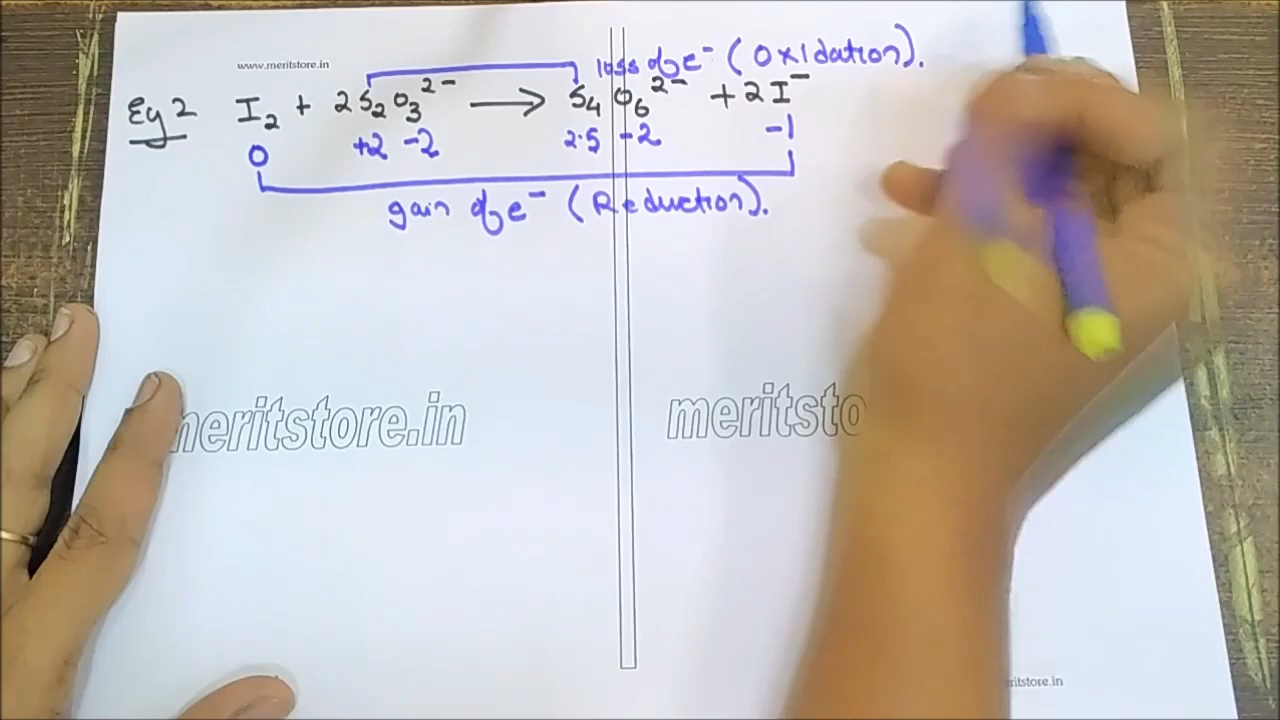 www.meritstore.in
loss of e⁻ (Oxidation).
Eg 2 I₂ + 2S₂O₃²⁻ → S₄O₆²⁻ + 2I⁻
0 +2 -2 2.5 -2 -1
gain of e⁻ (Reduction).
meritstore.in meritsto
eritstore.in